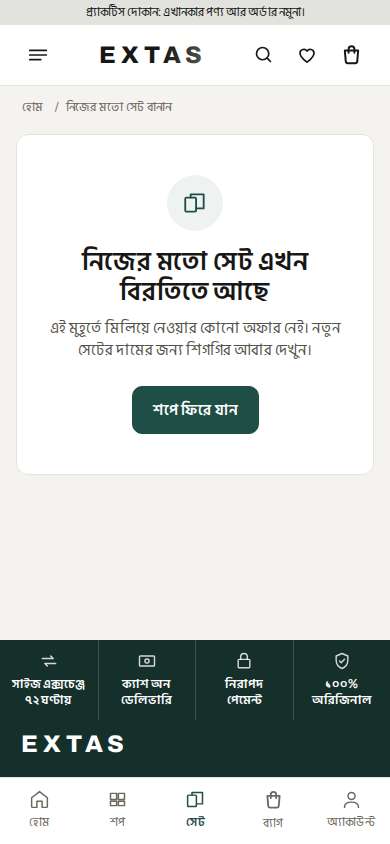 প্র্যাকটিস দোকান: এখানকার পণ্য আর অর্ডার নমুনা।
EXTAS
হোম / নিজের মতো সেট বানান
নিজের মতো সেট এখন
বিরতিতে আছে
এই মুহূর্তে মিলিয়ে নেওয়ার কোনো অফার নেই। নতুন
সেটের দামের জন্য শিগগির আবার দেখুন।
শপে ফিরে যান
সাইজ এক্সচেঞ্জ
৭২ ঘণ্টায়
ক্যাশ অন
ডেলিভারি
নিরাপদ
পেমেন্ট
১০০%
অরিজিনাল
EXTAS
হোম শপ সেট ব্যাগ অ্যাকাউন্ট